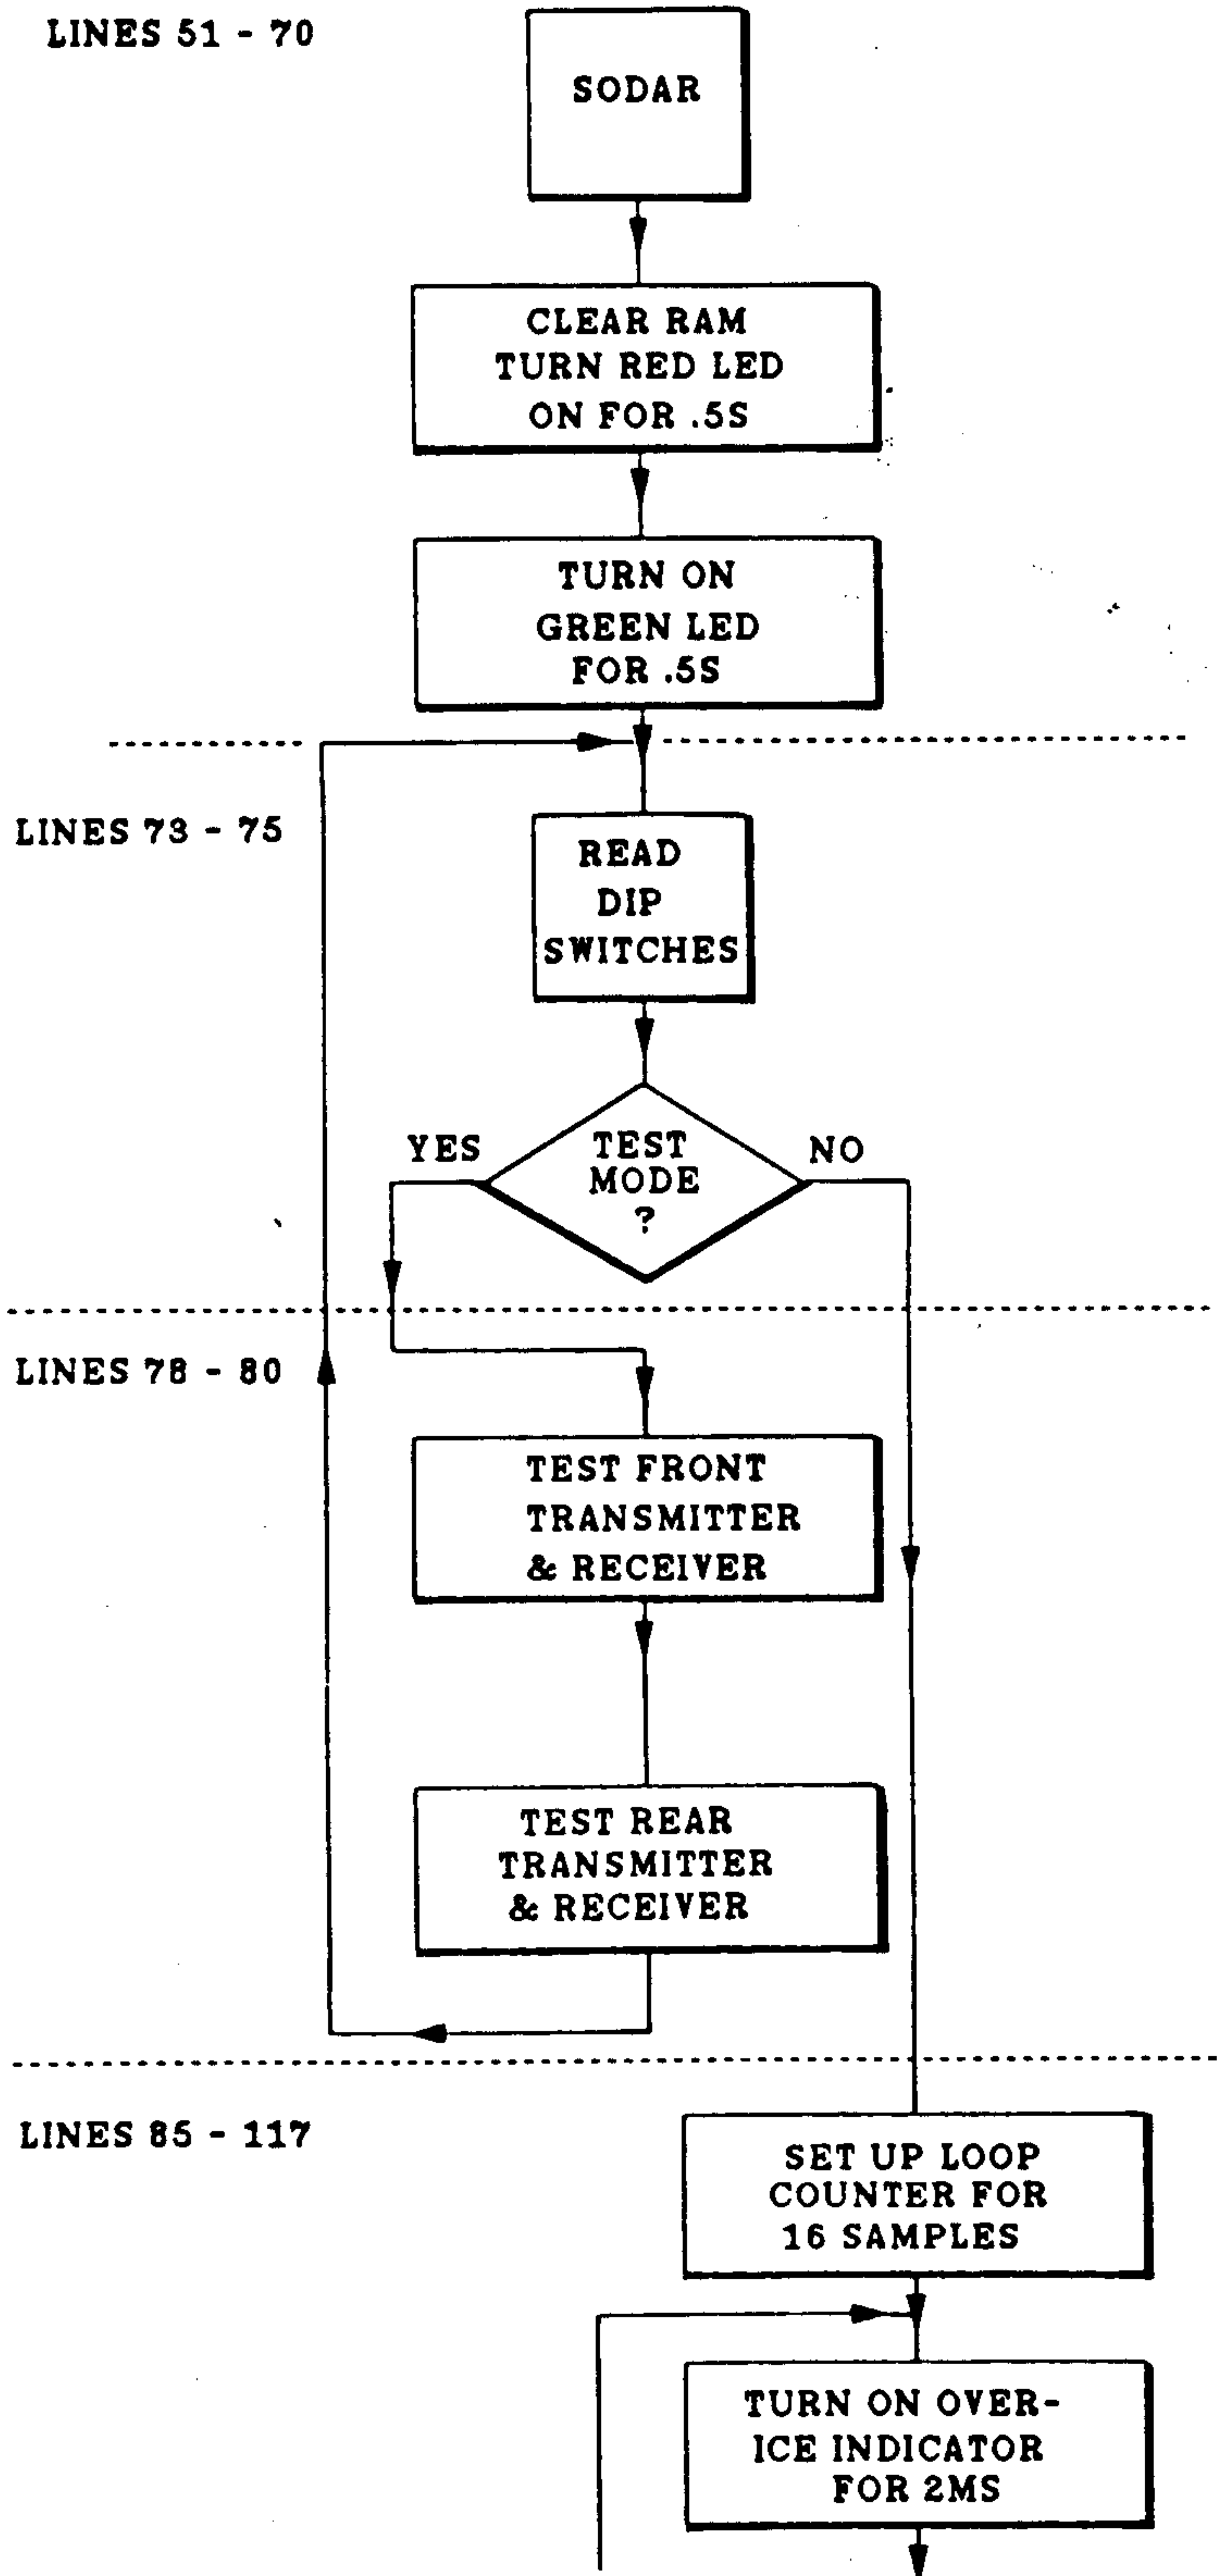 LINES 51 - 70
SODAR
CLEAR RAM
TURN RED LED
ON FOR .5S
TURN ON
GREEN LED
FOR .5S
LINES 73 - 75
READ
DIP
SWITCHES
YES
TEST
MODE
?
NO
LINES 78 - 80
TEST FRONT
TRANSMITTER
& RECEIVER
TEST REAR
TRANSMITTER
& RECEIVER
LINES 85 - 117
SET UP LOOP
COUNTER FOR
16 SAMPLES
TURN ON OVER-
ICE INDICATOR
FOR 2MS